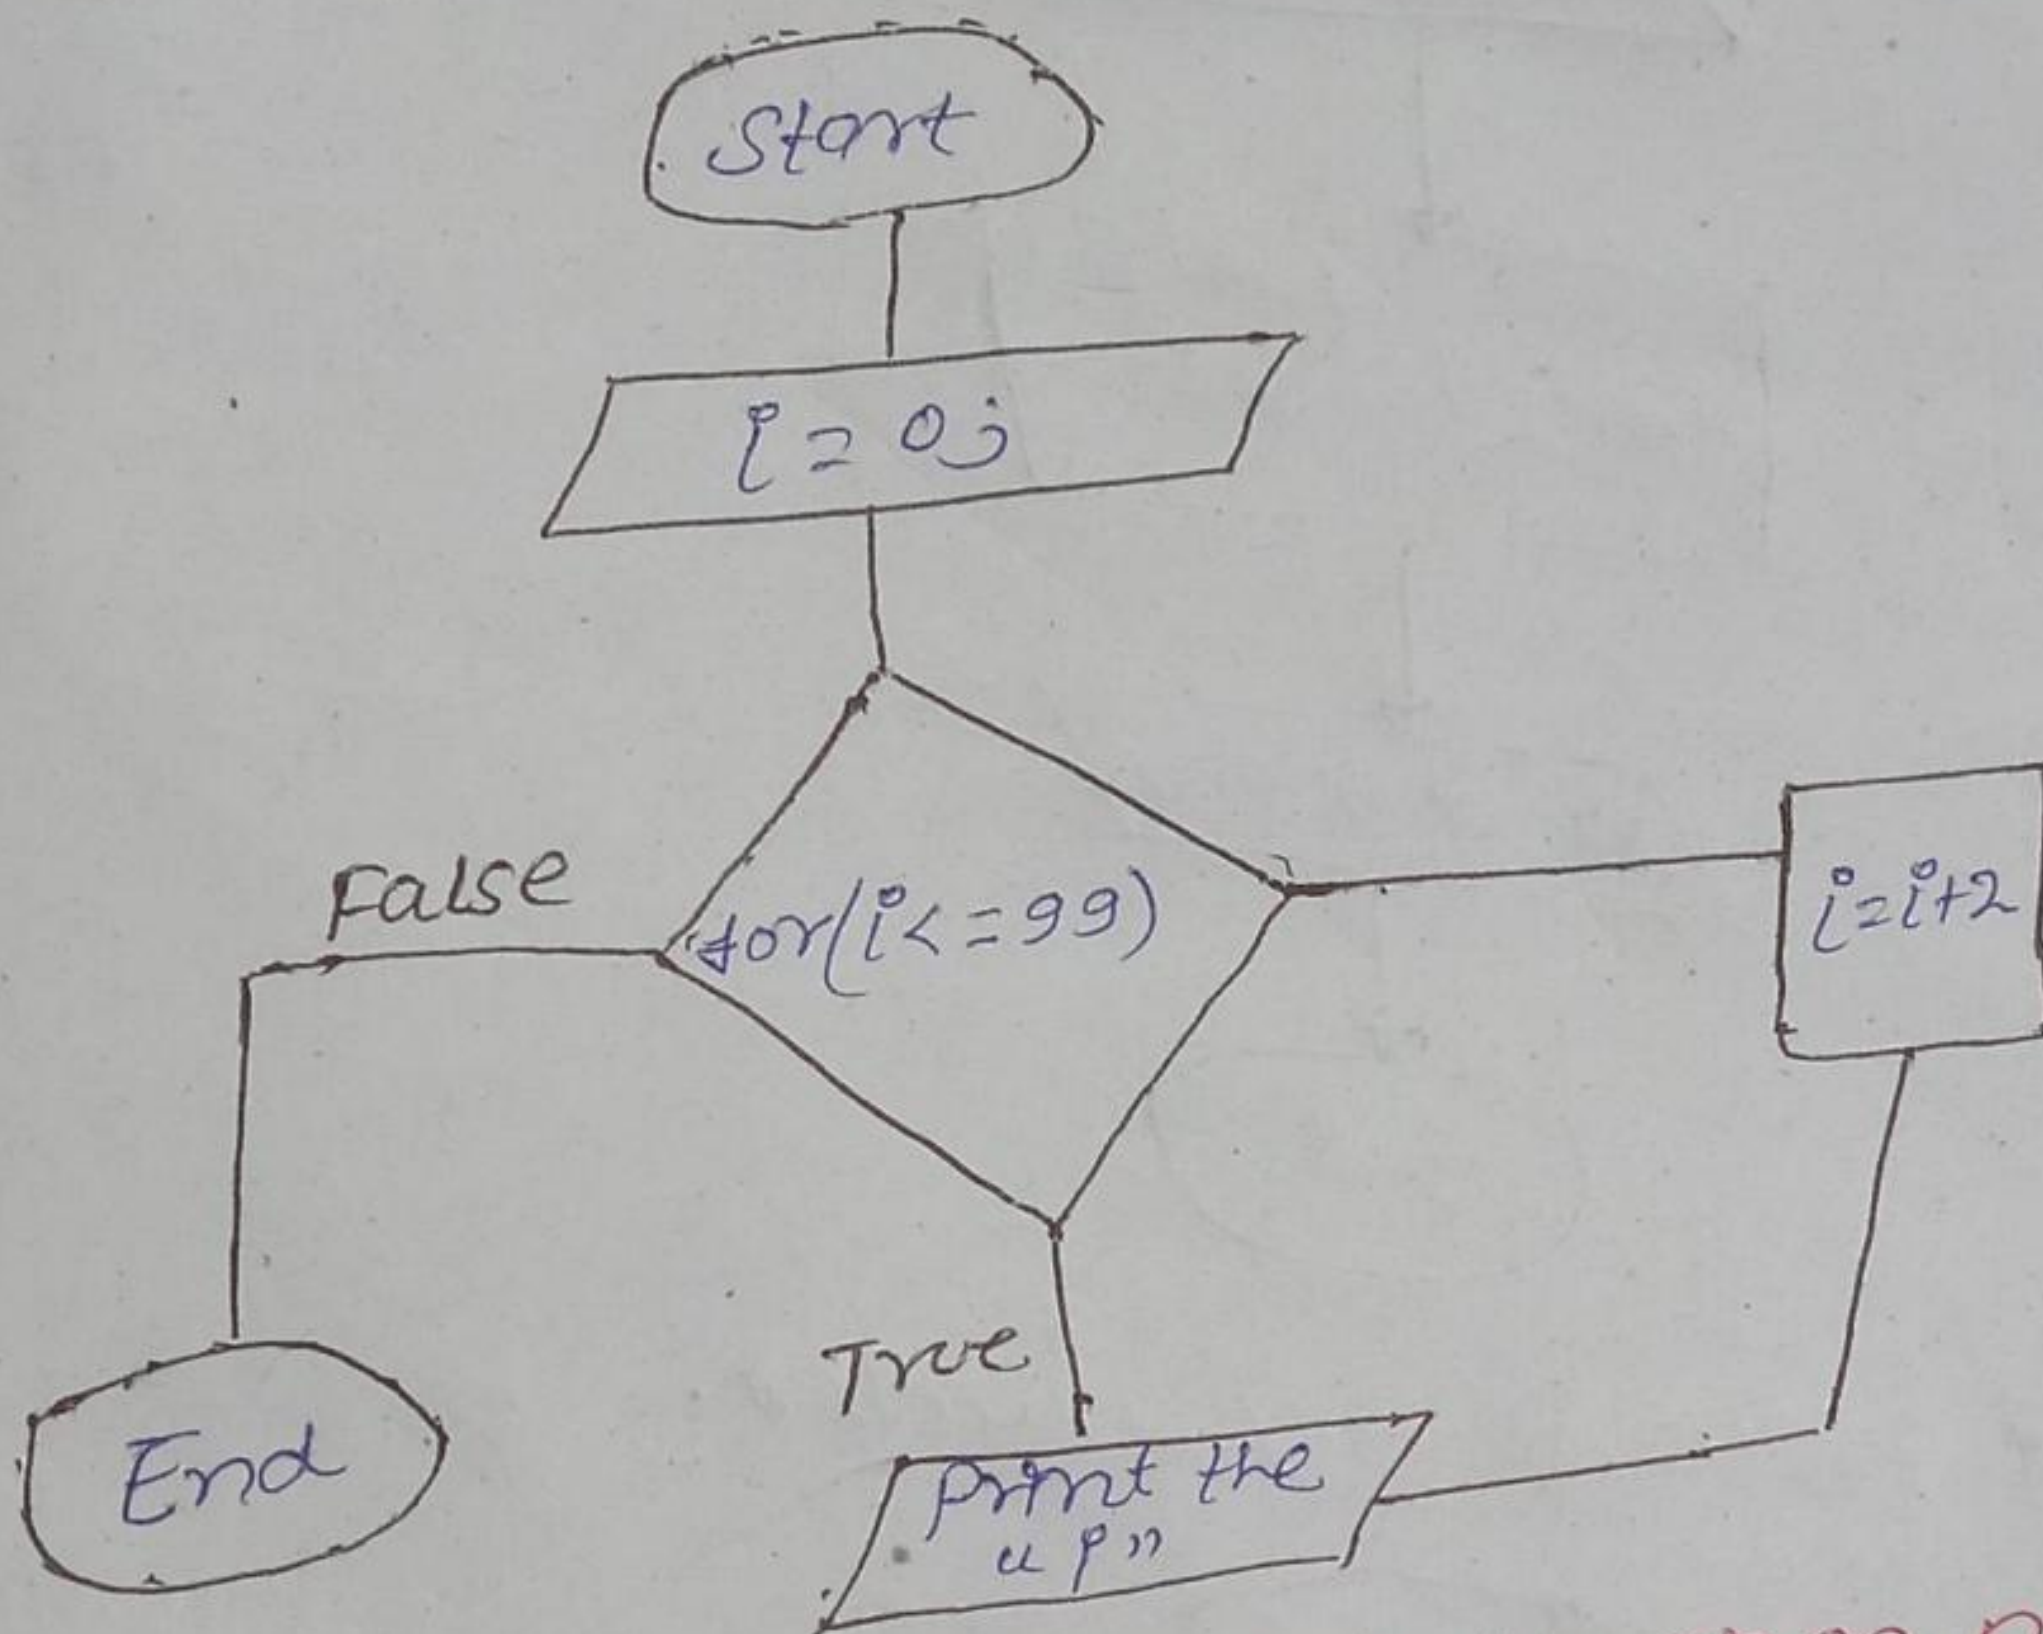 Start
i = 0;
for(i<=99)
False
i=i+2
True
End
Print the
"i"